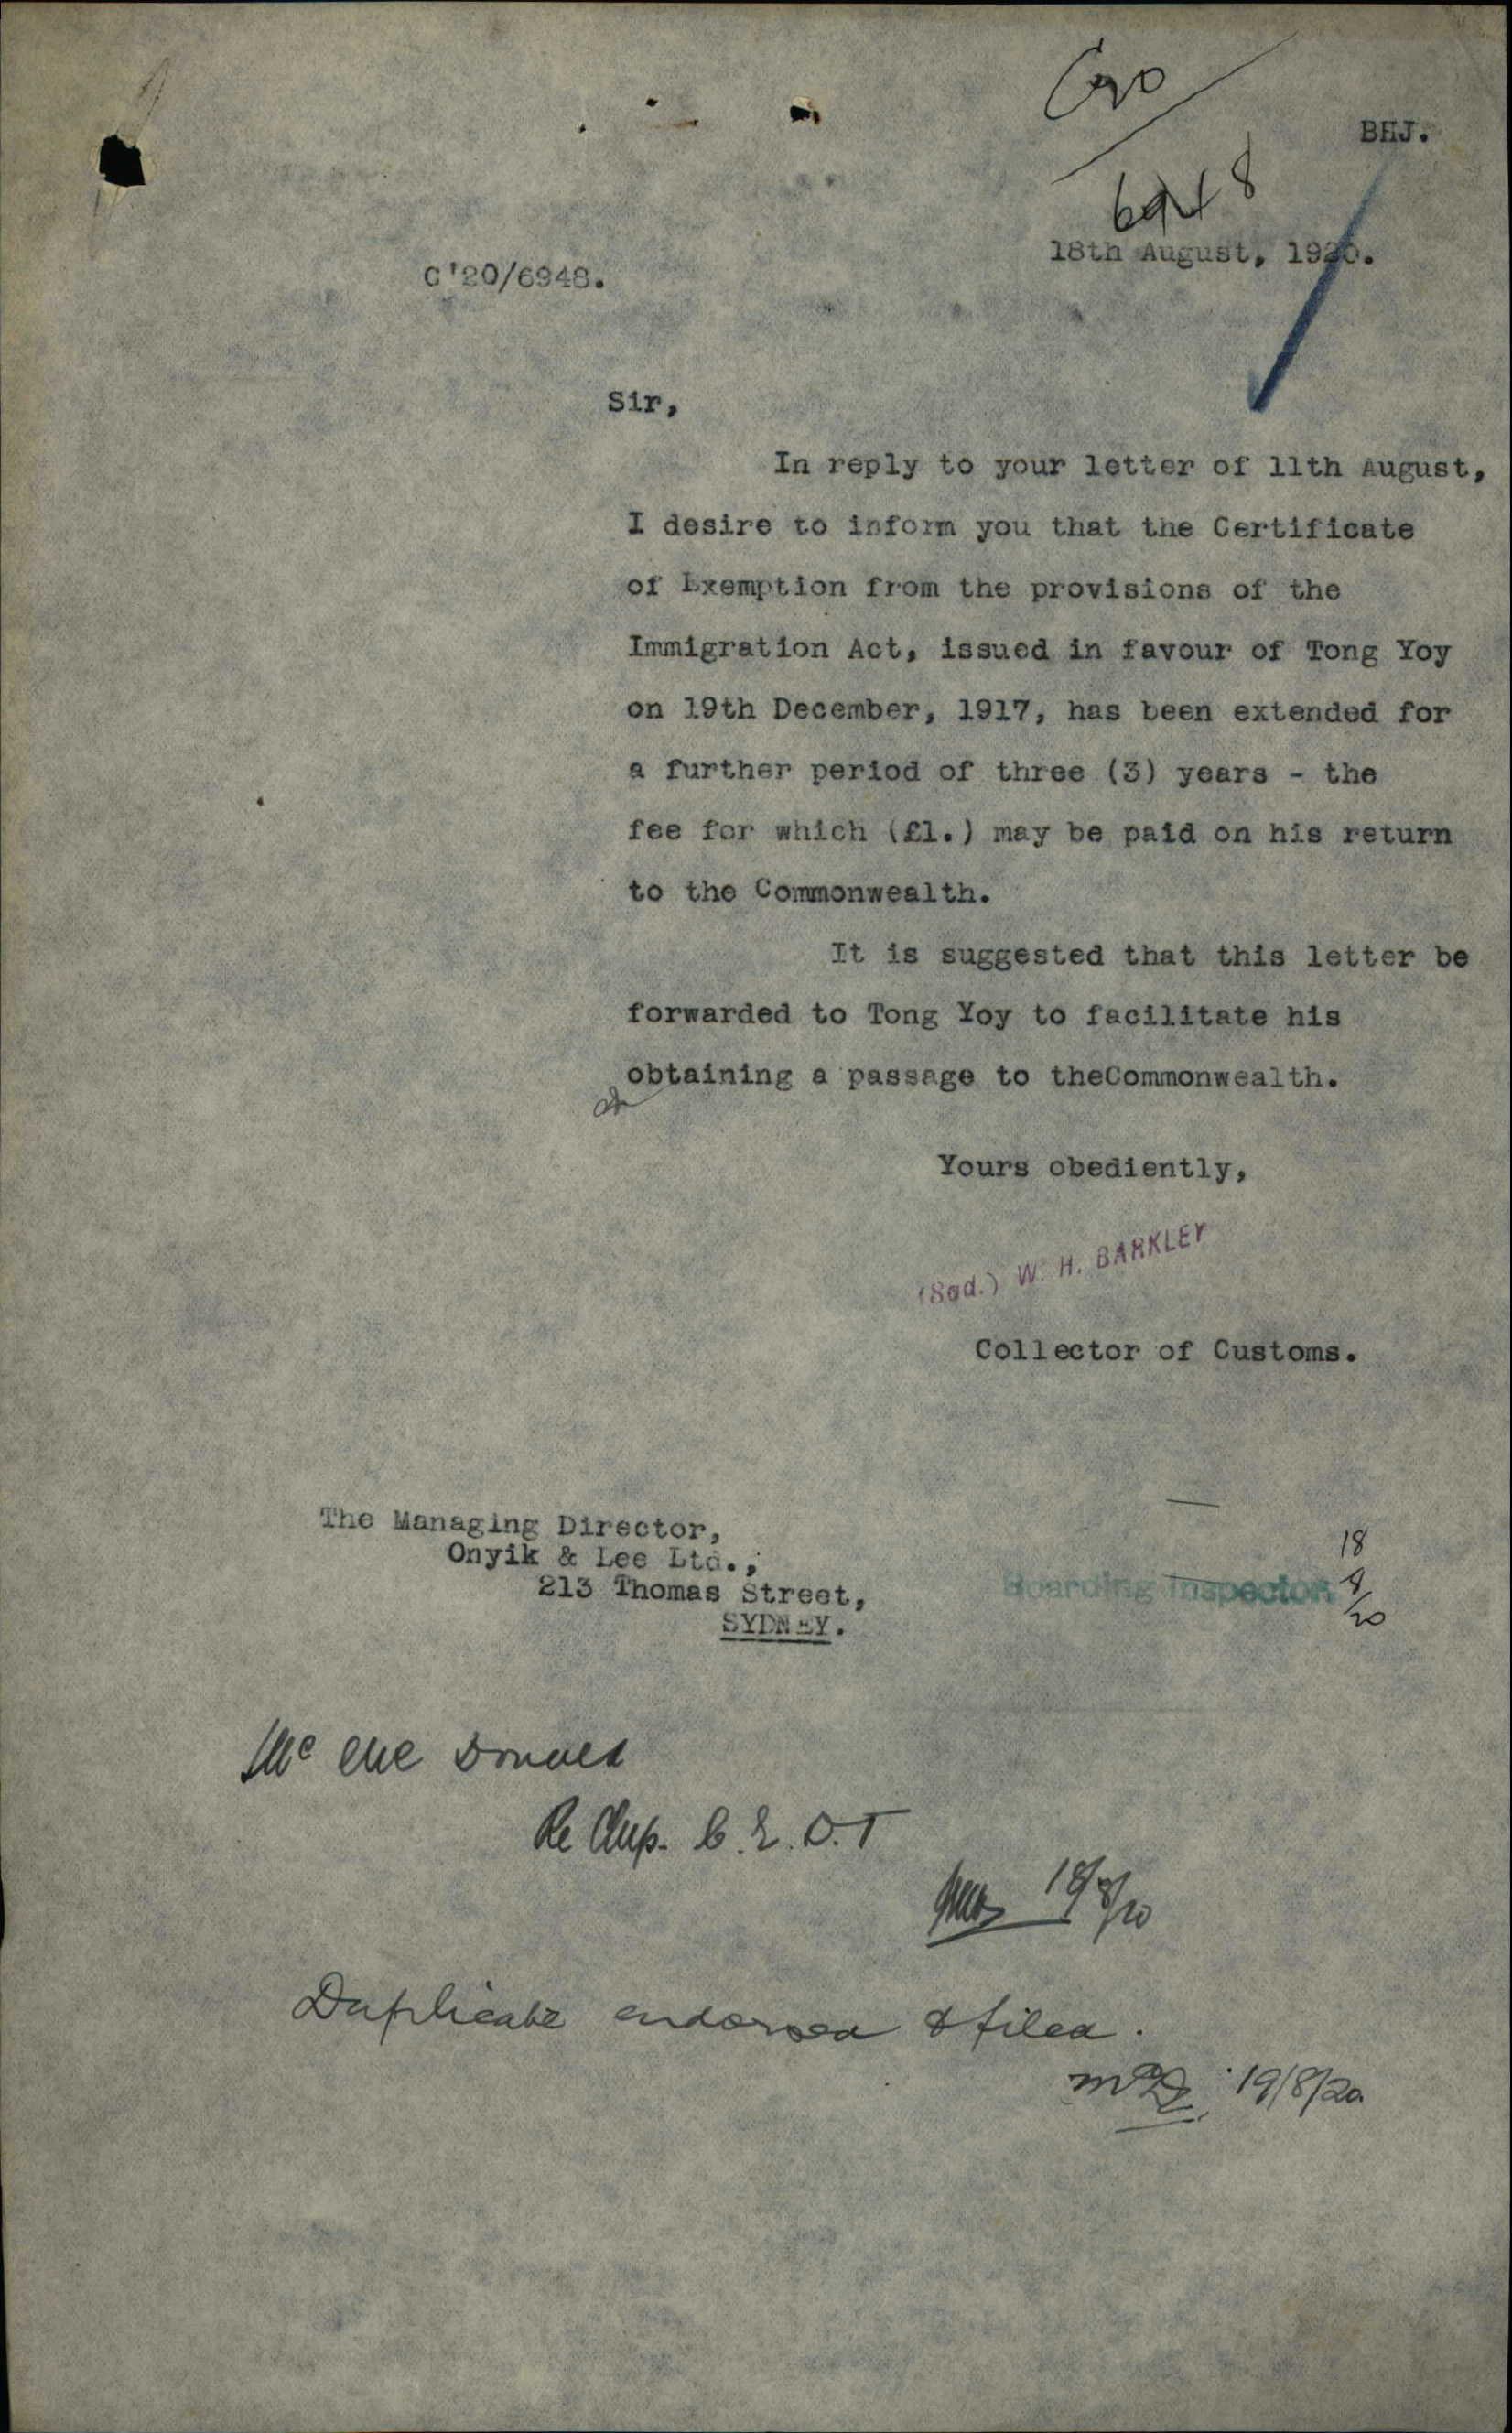 C20
6948
BHJ.
18th August, 1920.
C'20/6948.
Sir,
In reply to your letter of 11th August,
I desire to inform you that the Certificate
of Exemption from the provisions of the
Immigration Act, issued in favour of Tong Yoy
on 19th December, 1917, has been extended for
a further period of three (3) years - the
fee for which (£1.) may be paid on his return
to the Commonwealth.
It is suggested that this letter be
forwarded to Tong Yoy to facilitate his
obtaining a passage to theCommonwealth.
Yours obediently,
(Sgd.) W. H. BARKLEY
Collector of Customs.
The Managing Director,
Onyik & Lee Ltd.,
213 Thomas Street,
SYDNEY.
Boarding Inspector 18/8/20
Re Dup. C.E.D.T
18/8/20
Duplicate endorsed & filed.
McD. 19/8/20